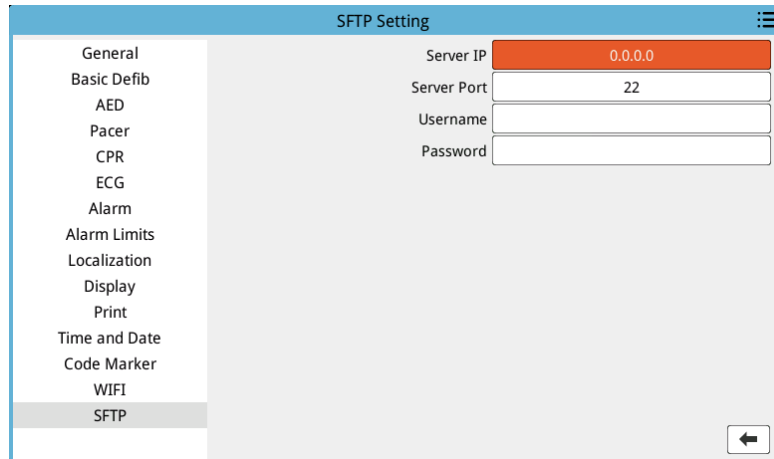 SFTP Setting
General
Basic Defib
AED
Pacer
CPR
ECG
Alarm
Alarm Limits
Localization
Display
Print
Time and Date
Code Marker
WIFI
SFTP
Server IP 0.0.0.0
Server Port 22
Username
Password